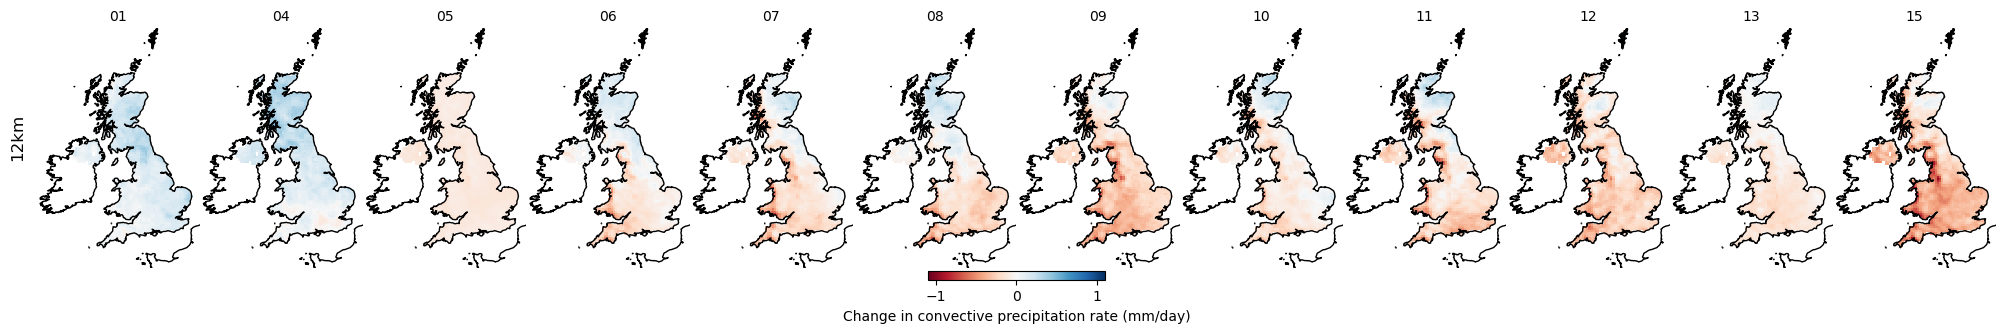 01 04 05 06 07 08 09 10 11 12 13 15
12km
−1 0 1
Change in convective precipitation rate (mm/day)